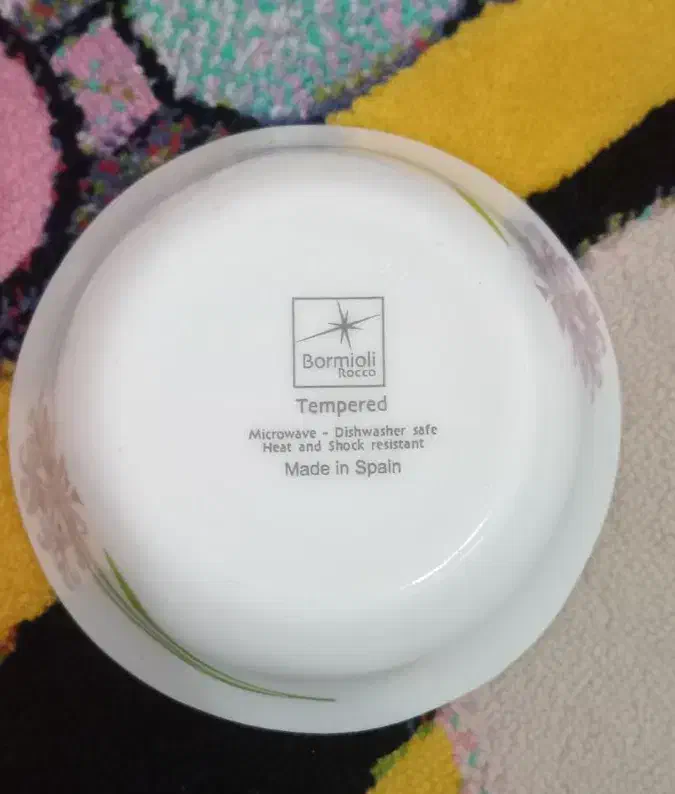 Bormioli
Rocco
Tempered
Microwave - Dishwasher safe
Heat and Shock resistant
Made in Spain